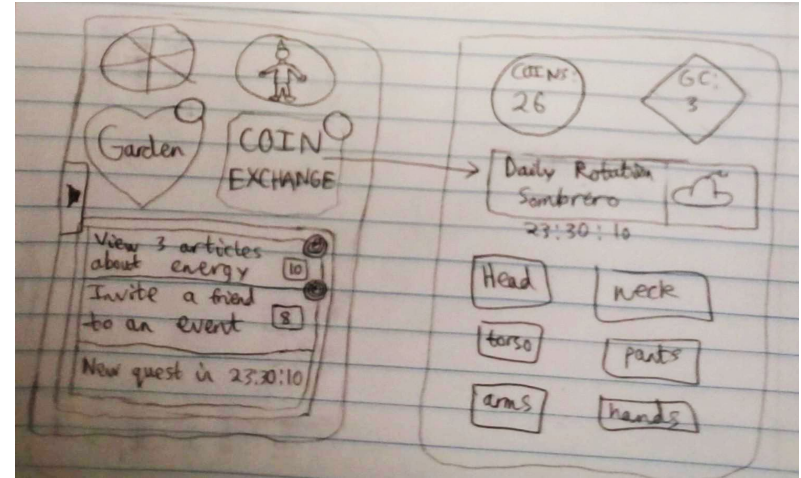 Garden
COIN
EXCHANGE
View 3 articles
about energy 10
Invite a friend
to an event 8
New quest in 23:30:10
COINS:
26
GC:
3
Daily Rotation
Sombrero
23:30:10
Head
neck
torso
pants
arms
hands